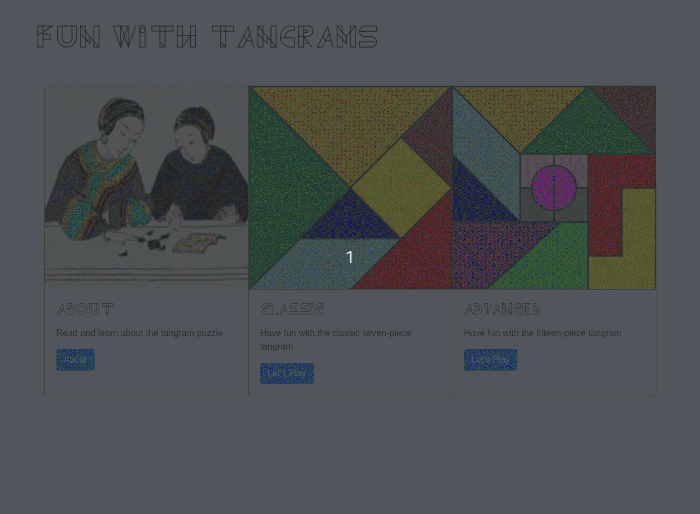 FUN WITH TANGRAMS
1
ABOUT
Read and learn about the tangram puzzle
About
CLASSIC
Have fun with the classic seven-piece
tangram
Let's Play
ADVANCED
Have fun with the fifteen-piece tangram
Let's Play